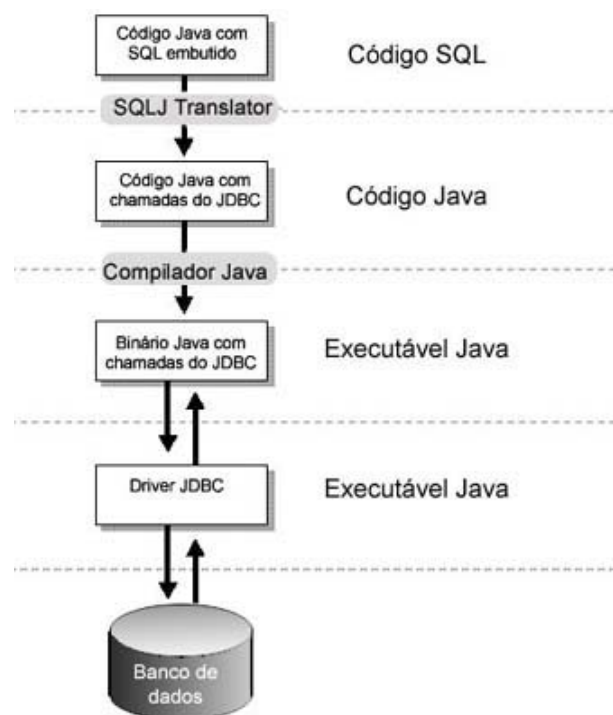 Código Java com
SQL embutido
Código SQL
SQLJ Translator
Código Java com
chamadas do JDBC
Código Java
Compilador Java
Binário Java com
chamadas do JDBC
Executável Java
Driver JDBC
Executável Java
Banco de
dados